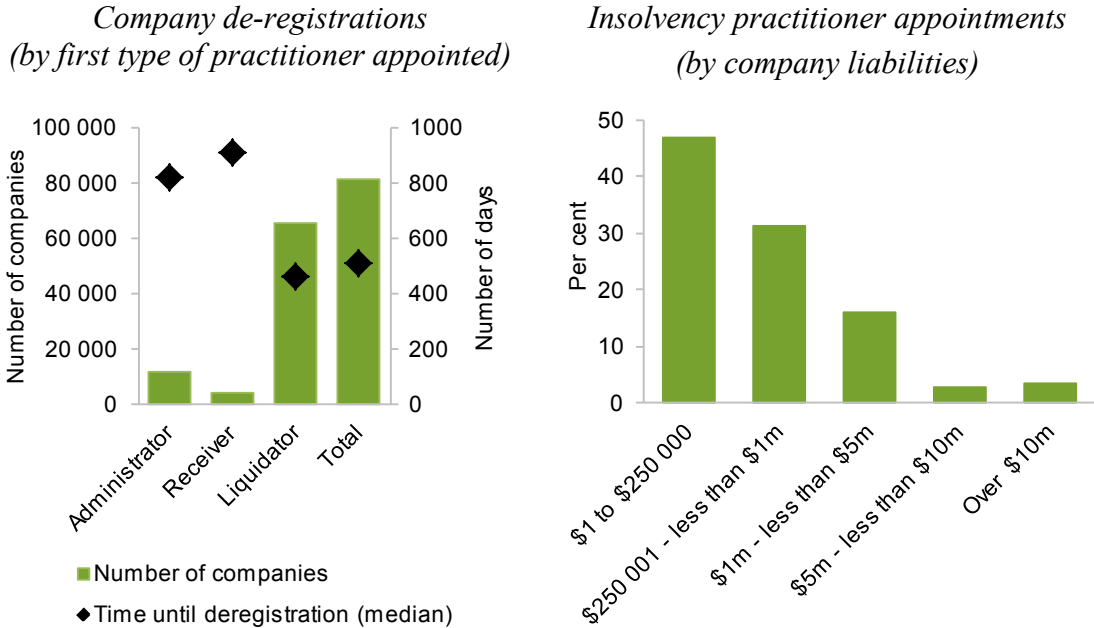 Company de-registrations
(by first type of practitioner appointed)
100 000
80 000
60 000
40 000
20 000
0
Number of companies
1000
800
600
400
200
0
Number of days
Administrator
Receiver
Liquidator
Total
Number of companies
Time until deregistration (median)
Insolvency practitioner appointments
(by company liabilities)
50
40
30
20
10
0
Per cent
$1 to $250 000
$250 001 - less than $1m
$1m - less than $5m
$5m - less than $10m
Over $10m